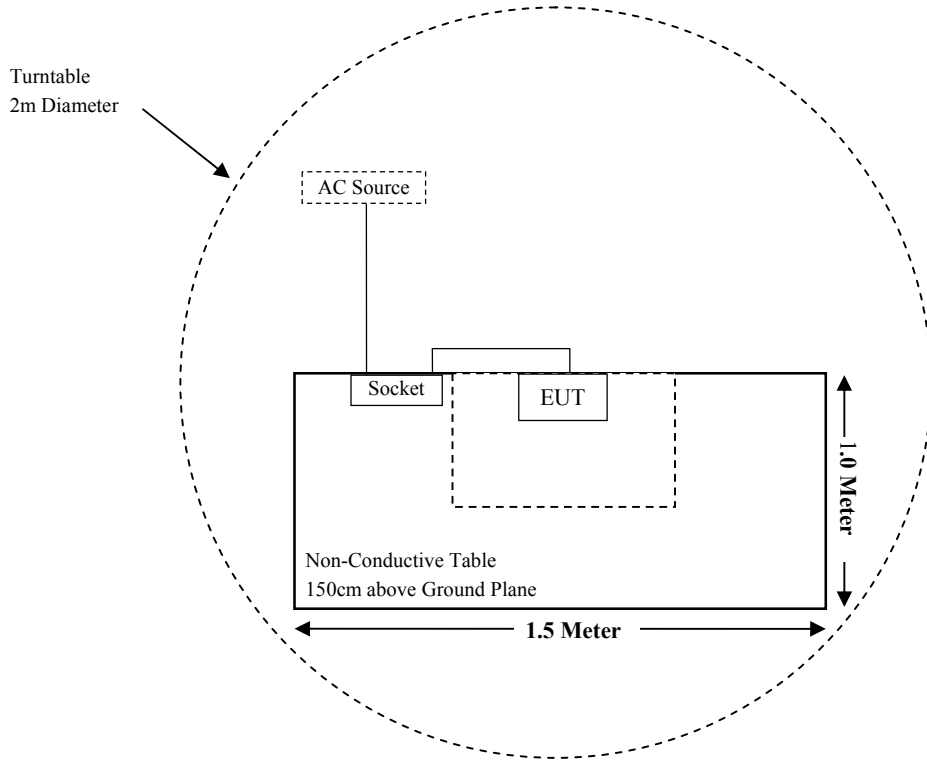 Turntable
2m Diameter
AC Source
Socket
EUT
1.0 Meter
Non-Conductive Table
150cm above Ground Plane
1.5 Meter